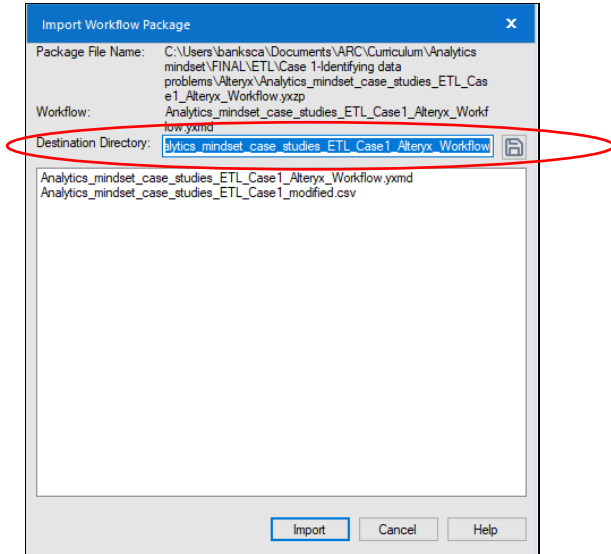 Import Workflow Package
x
Package File Name: C:\Users\banksca\Documents\ARC\Curriculum\Analytics
mindset\FINAL\ETL\Case 1-Identifying data
problems\Alteryx\Analytics_mindset_case_studies_ETL_Cas
e1_Alteryx_Workflow.yxzp
Workflow: Analytics_mindset_case_studies_ETL_Case1_Alteryx_Workf
low.yxmd
Destination Directory: alytics_mindset_case_studies_ETL_Case1_Alteryx_Workflow
Analytics_mindset_case_studies_ETL_Case1_Alteryx_Workflow.yxmd
Analytics_mindset_case_studies_ETL_Case1_modified.csv
Import Cancel Help